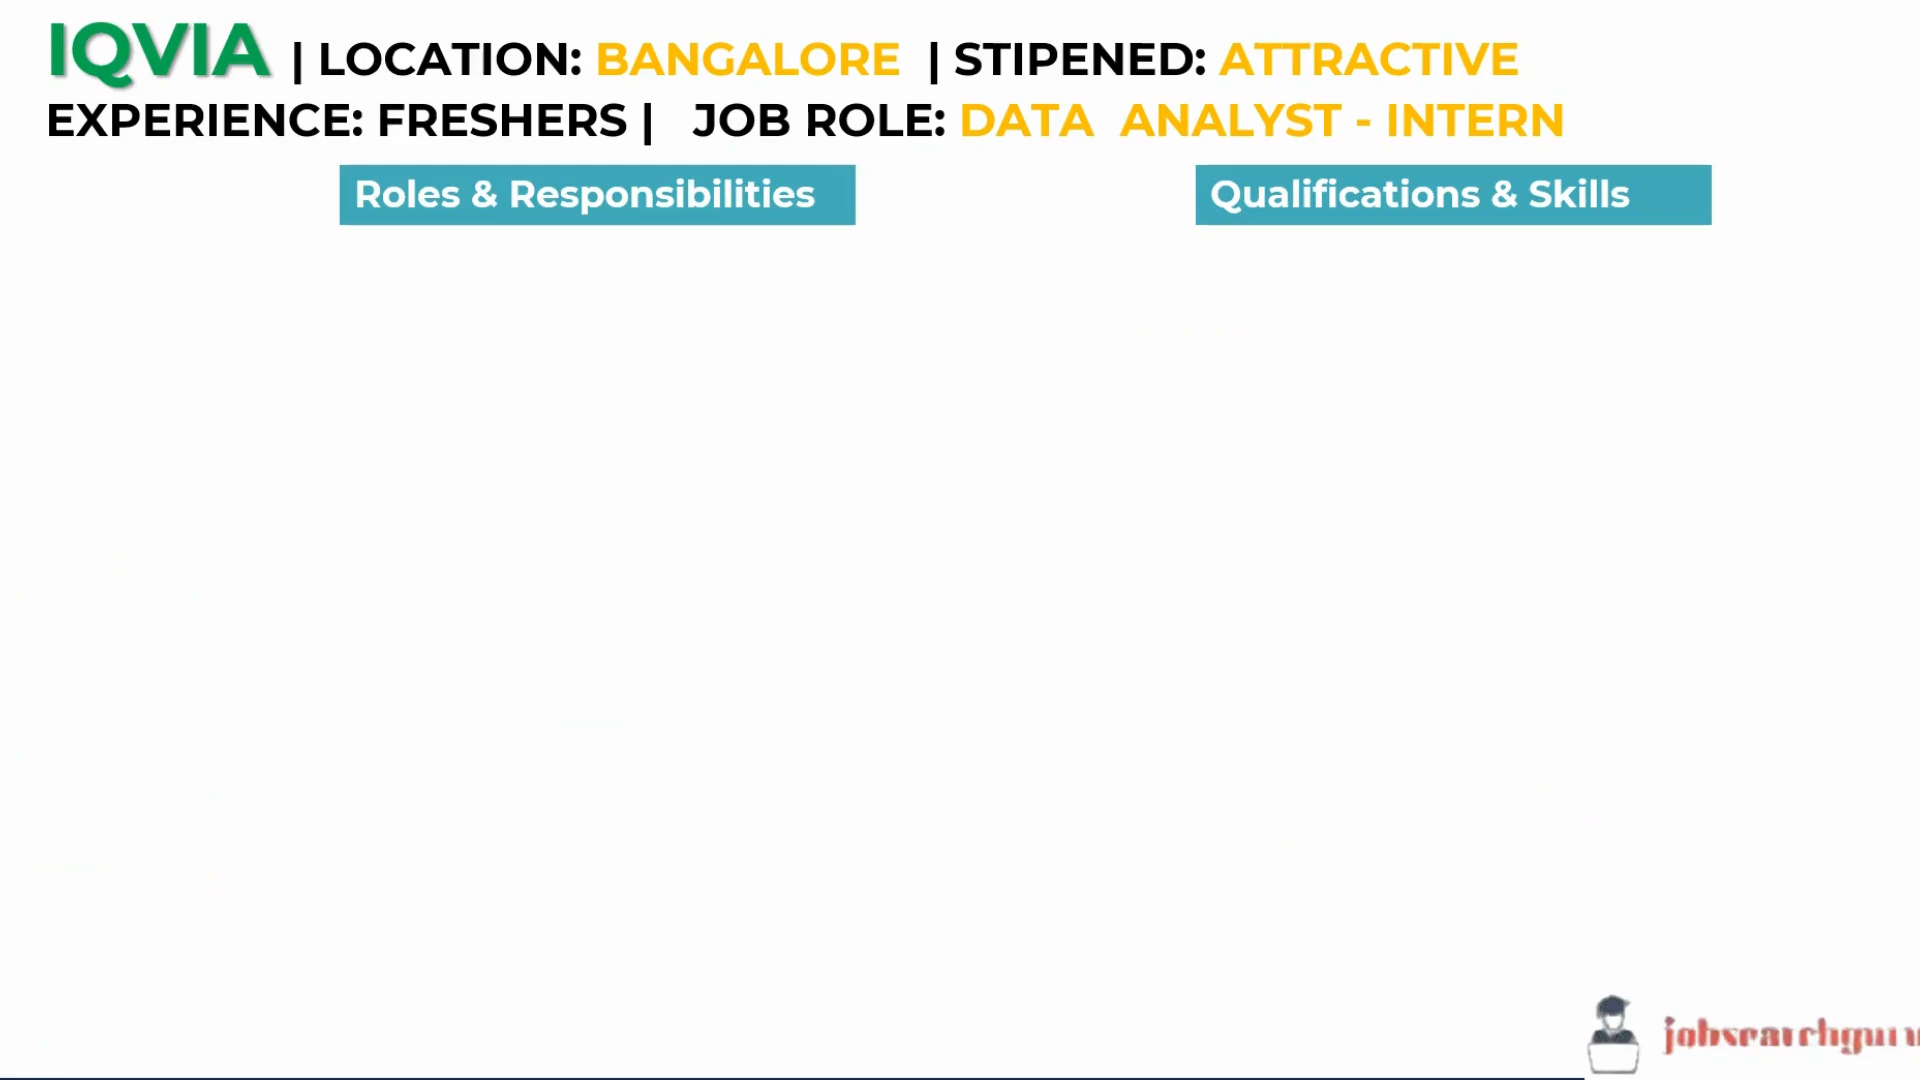 IQVIA | LOCATION: BANGALORE | STIPENED: ATTRACTIVE
EXPERIENCE: FRESHERS | JOB ROLE: DATA ANALYST - INTERN
Roles & Responsibilities
Qualifications & Skills